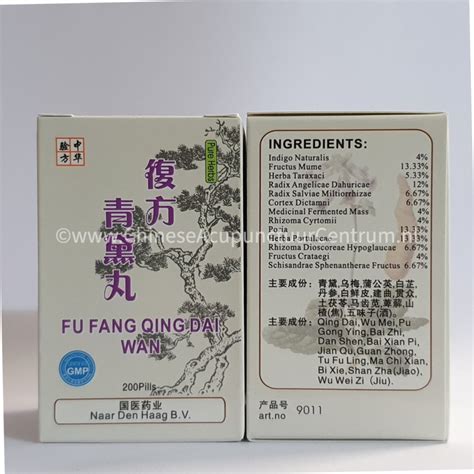 中华
验方
Pure Herbs
復方
青黛丸
FU FANG QING DAI
WAN
GMP
200Pills
国医药业
Naar Den Haag B.V.
INGREDIENTS:
Indigo Naturalis 4%
Fructus Mume 13.33%
Herba Taraxaci 5.33%
Radix Angelicae Dahuricae 12%
Radix Salviae Miltiorrhizae 6.67%
Cortex Dictamni 6.67%
Medicinal Fermented Mass 4%
Rhizoma Cyrtomii 4%
Poria
Herba
Rhizoma Dioscoreae Hypoglaucae 6.67%
Fructus Crataegi 4%
Schisandrae Sphenantherae Fructus 6.67%
主要成份：青黛,乌梅,蒲公英,白芷,
丹参,白鲜皮,建曲,贯众,
土茯苓,马齿苋,萆薢,山
楂(焦),五味子(酒).
主要成份：Qing Dai,Wu Mei,Pu
Gong Ying,Bai Zhi,
Dan Shen,Bai Xian Pi,
Jian Qu,Guan Zhong,
Tu Fu Ling,Ma Chi Xian,
Bi Xie,Shan Zha(Jiao),
Wu Wei Zi (Jiu).
产品号
art.no 9011
©www.ChineseAcupunctuurCentrum.nl